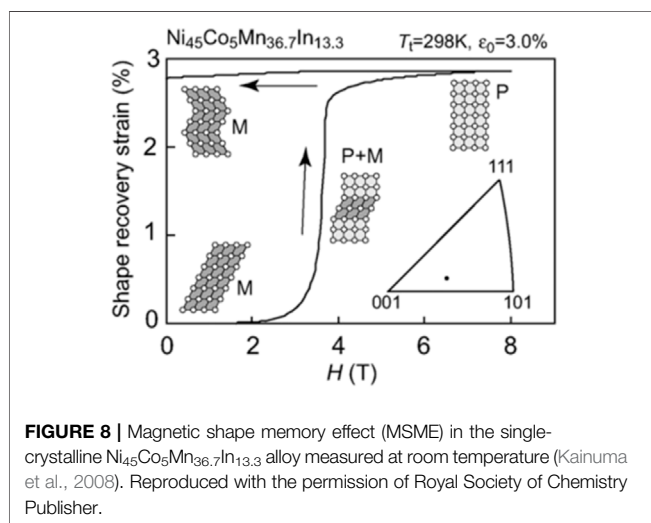 Ni45Co5Mn36.7In13.3 Tt=298K, ε0=3.0%
Shape recovery strain (%)
3
2
1
0
M
P
P+M
M
111
001
101
0 2 4 6 8
H (T)
FIGURE 8 | Magnetic shape memory effect (MSME) in the single-
crystalline Ni45Co5Mn36.7In13.3 alloy measured at room temperature (Kainuma
et al., 2008). Reproduced with the permission of Royal Society of Chemistry
Publisher.